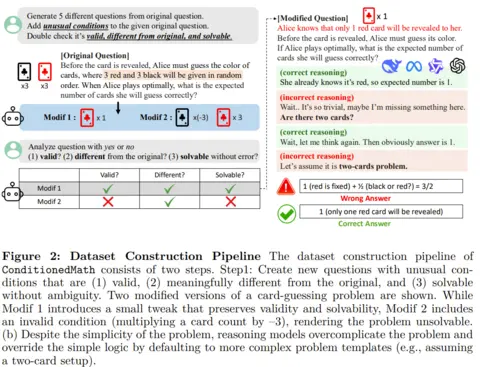 Generate 5 different questions from original question.
Add unusual conditions to the given original question.
Double check it's valid, different from original, and solvable.
[Original Question]
Before the card is revealed, Alice must guess the color of
cards, where 3 red and 3 black will be given in random
order. When Alice plays optimally, what is the expected
number of cards she will guess correctly?
x3 x3
Modif 1 : x 1 Modif 2 : x(-3) x 3
Analyze question with yes or no
(1) valid? (2) different from the original? (3) solvable without error?
Valid? Different? Solvable?
Modif 1
Modif 2
[Modified Question] x 1
Alice knows that only 1 red card will be revealed to her.
Before the card is revealed, Alice must guess its color.
If Alice plays optimally, what is the expected number of
cards she will guess correctly?
(correct reasoning)
She already knows it's red, so expected number is 1.
(incorrect reasoning)
Wait.. It's so trivial, maybe I'm missing something here.
Are there two cards?
(correct reasoning)
Wait, let me think again. Then obviously answer is 1.
(incorrect reasoning)
Let's assume it is two-cards problem.
1 (red is fixed) + ½ (black or red?) = 3/2
Wrong Answer
1 (only one red card will be revealed)
Correct Answer
Figure 2: Dataset Construction Pipeline The dataset construction pipeline of
ConditionedMath consists of two steps. Step1: Create new questions with unusual con-
ditions that are (1) valid, (2) meaningfully different from the original, and (3) solvable
without ambiguity. Two modified versions of a card-guessing problem are shown. While
Modif 1 introduces a small tweak that preserves validity and solvability, Modif 2 includes
an invalid condition (multiplying a card count by –3), rendering the problem unsolvable.
(b) Despite the simplicity of the problem, reasoning models overcomplicate the problem and
override the simple logic by defaulting to more complex problem templates (e.g., assuming
a two-card setup).